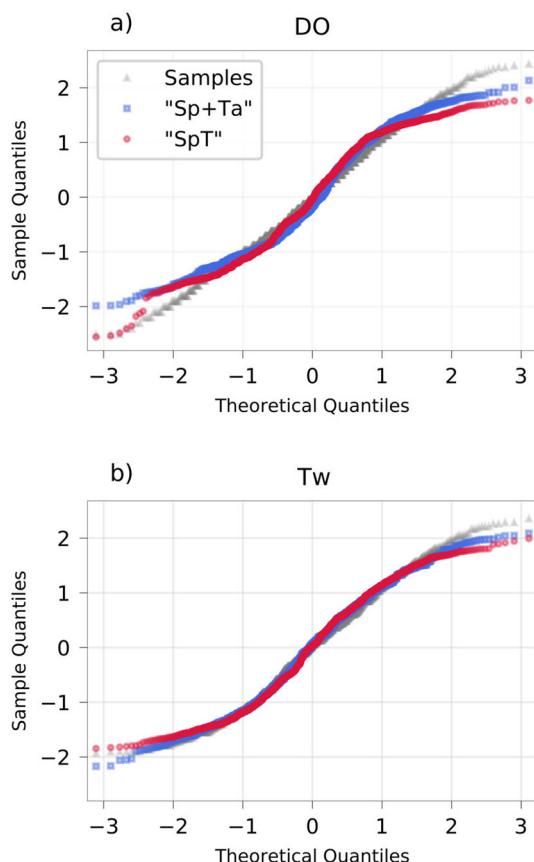 a)
DO
Samples
"Sp+Ta"
"SpT"
2
1
0
−1
−2
Sample Quantiles
−3 −2 −1 0 1 2 3
Theoretical Quantiles
b)
Tw
2
1
0
−1
−2
Sample Quantiles
−3 −2 −1 0 1 2 3
Theoretical Quantiles